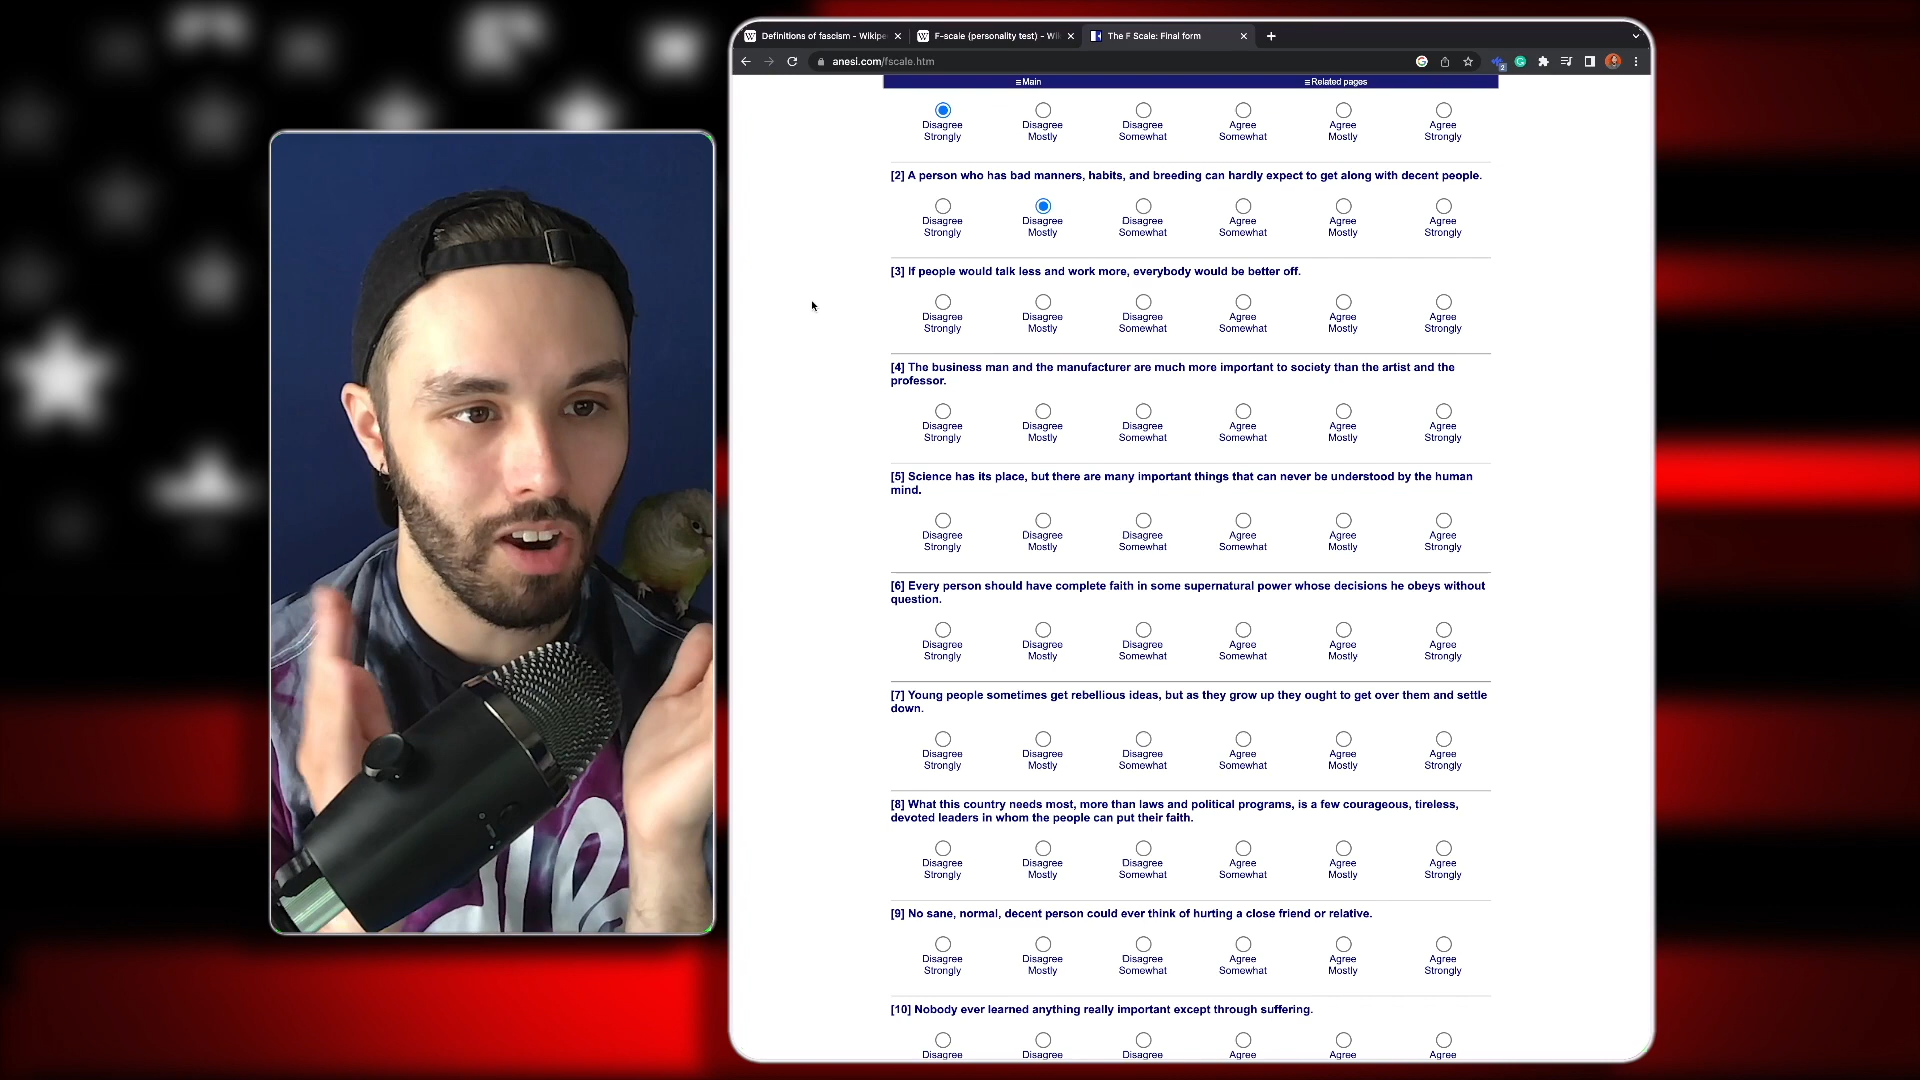 Definitions of fascism - Wikipe
F-scale (personality test) - Wi
The F Scale: Final form
anesi.com/fscale.htm
2
≡Main
≡Related pages
Disagree Strongly
Disagree Mostly
Disagree Somewhat
Agree Somewhat
Agree Mostly
Agree Strongly
[2] A person who has bad manners, habits, and breeding can hardly expect to get along with decent people.
Disagree Strongly
Disagree Mostly
Disagree Somewhat
Agree Somewhat
Agree Mostly
Agree Strongly
[3] If people would talk less and work more, everybody would be better off.
Disagree Strongly
Disagree Mostly
Disagree Somewhat
Agree Somewhat
Agree Mostly
Agree Strongly
[4] The business man and the manufacturer are much more important to society than the artist and the
professor.
Disagree Strongly
Disagree Mostly
Disagree Somewhat
Agree Somewhat
Agree Mostly
Agree Strongly
[5] Science has its place, but there are many important things that can never be understood by the human
mind.
Disagree Strongly
Disagree Mostly
Disagree Somewhat
Agree Somewhat
Agree Mostly
Agree Strongly
[6] Every person should have complete faith in some supernatural power whose decisions he obeys without
question.
Disagree Strongly
Disagree Mostly
Disagree Somewhat
Agree Somewhat
Agree Mostly
Agree Strongly
[7] Young people sometimes get rebellious ideas, but as they grow up they ought to get over them and settle
down.
Disagree Strongly
Disagree Mostly
Disagree Somewhat
Agree Somewhat
Agree Mostly
Agree Strongly
[8] What this country needs most, more than laws and political programs, is a few courageous, tireless,
devoted leaders in whom the people can put their faith.
Disagree Strongly
Disagree Mostly
Disagree Somewhat
Agree Somewhat
Agree Mostly
Agree Strongly
[9] No sane, normal, decent person could ever think of hurting a close friend or relative.
Disagree Strongly
Disagree Mostly
Disagree Somewhat
Agree Somewhat
Agree Mostly
Agree Strongly
[10] Nobody ever learned anything really important except through suffering.
Disagree
Disagree
Disagree
Agree
Agree
Agree